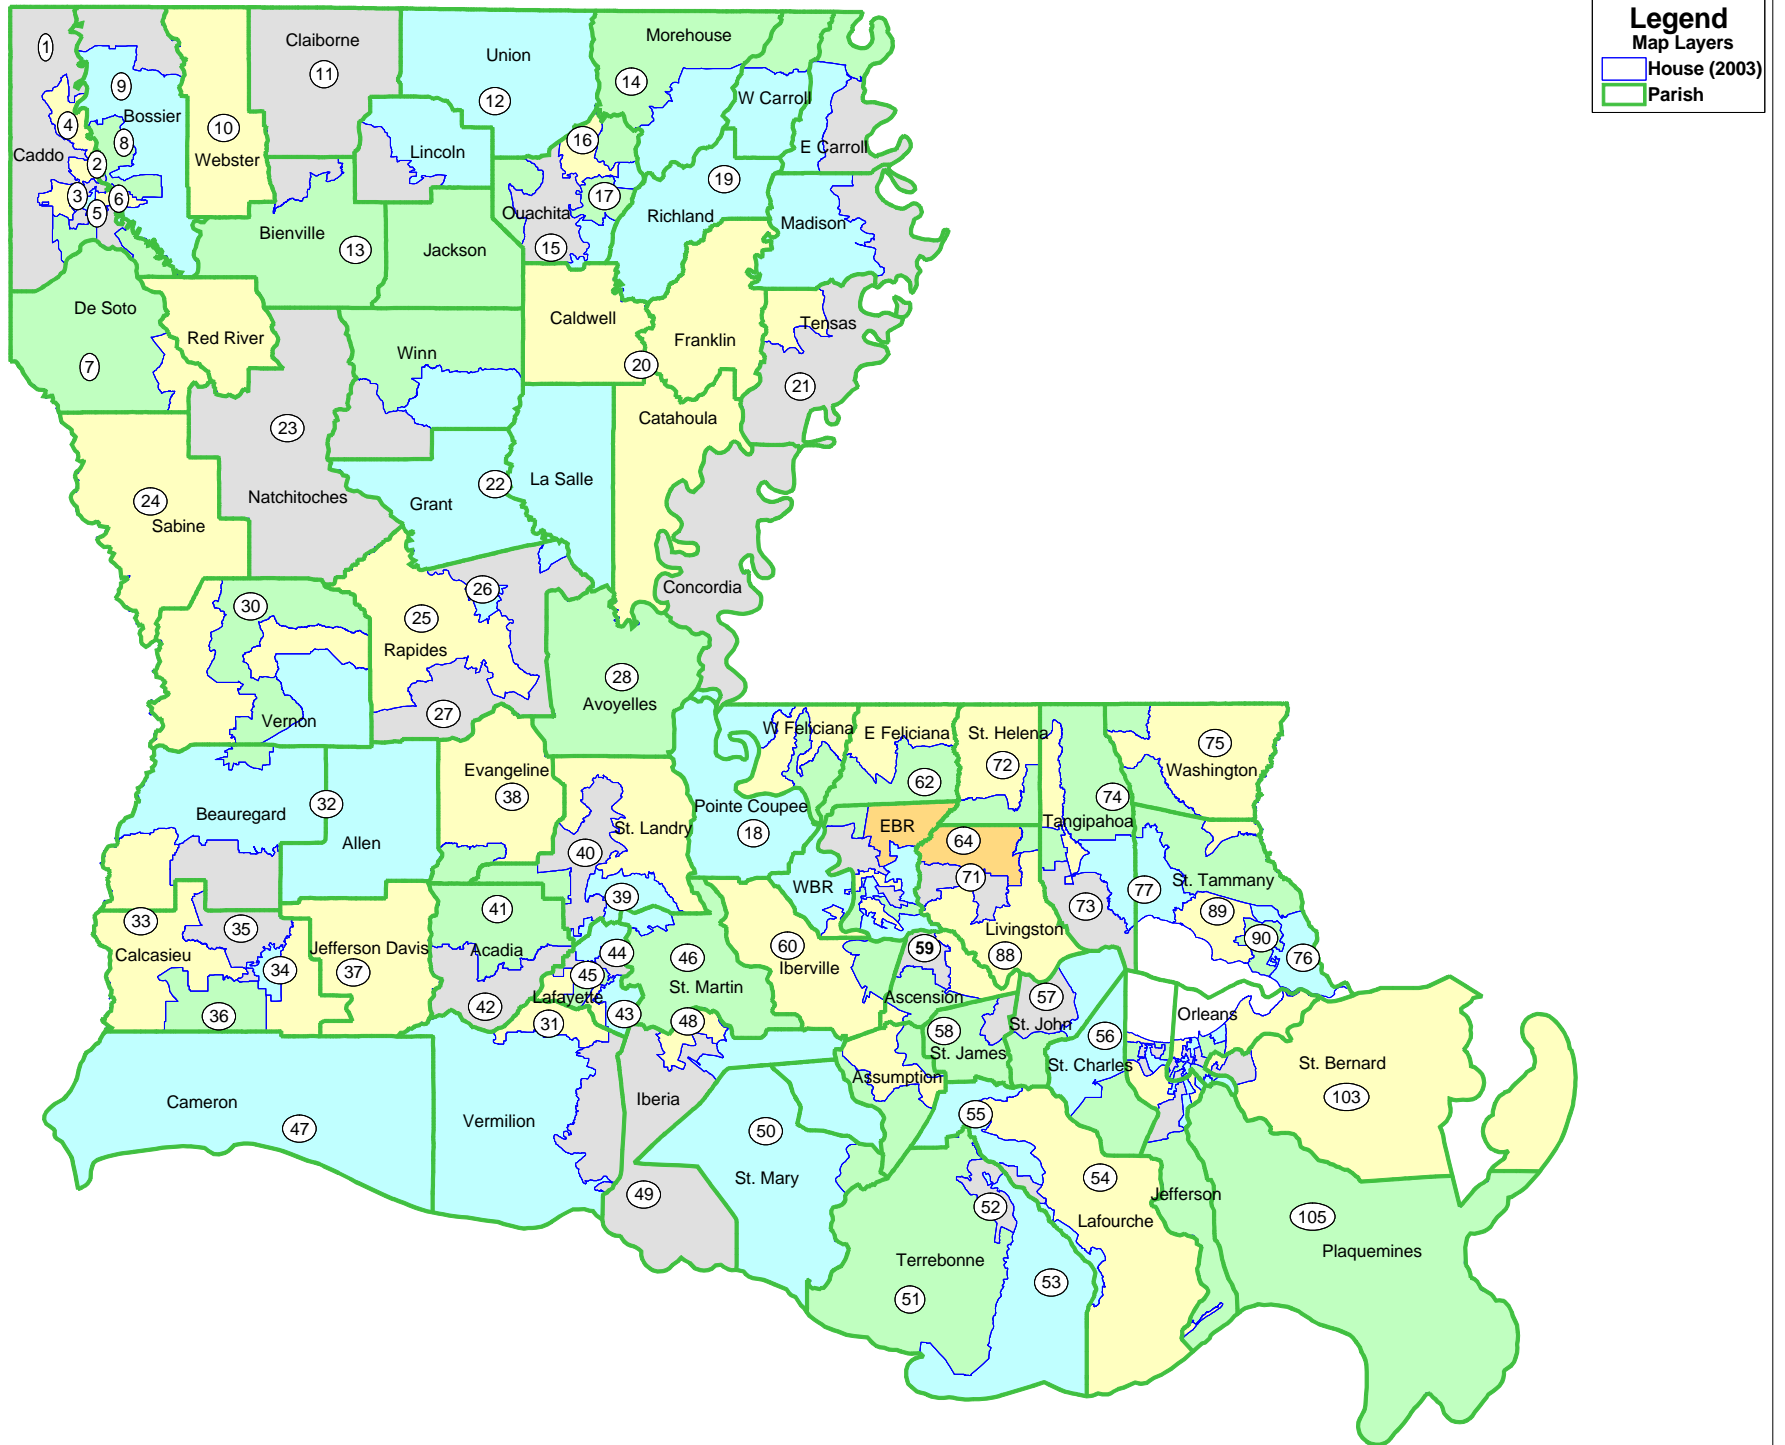 Legend
Map Layers
House (2003)
Parish
1
Claiborne
11
Union
12
Morehouse
14
9
Bossier
10
Webster
4
8
Caddo
2
3
6
5
Lincoln
16
W Carroll
E Carroll
19
17
Ouachita
15
Richland
Madison
Bienville
13
Jackson
De Soto
7
Red River
Winn
Caldwell
20
Franklin
Tensas
21
23
Natchitoches
Catahoula
24
Sabine
Grant
22
La Salle
Concordia
26
30
25
Rapides
28
Avoyelles
27
Vernon
W Feliciana
E Feliciana
St. Helena
72
75
Washington
62
74
Tangipahoa
Evangeline
38
Beauregard
32
Allen
Pointe Coupee
18
St. Landry
40
EBR
64
71
39
WBR
73
77
St. Tammany
89
90
76
33
Calcasieu
35
34
Jefferson Davis
37
36
41
Acadia
42
44
45
Lafayette
43
31
46
St. Martin
48
60
Iberville
59
Ascension
Livingston
88
57
St. John
58
St. James
56
St. Charles
Orleans
St. Bernard
103
Assumption
Cameron
47
Vermilion
Iberia
49
50
St. Mary
55
54
Lafourche
Jefferson
52
Terrebonne
51
53
105
Plaquemines